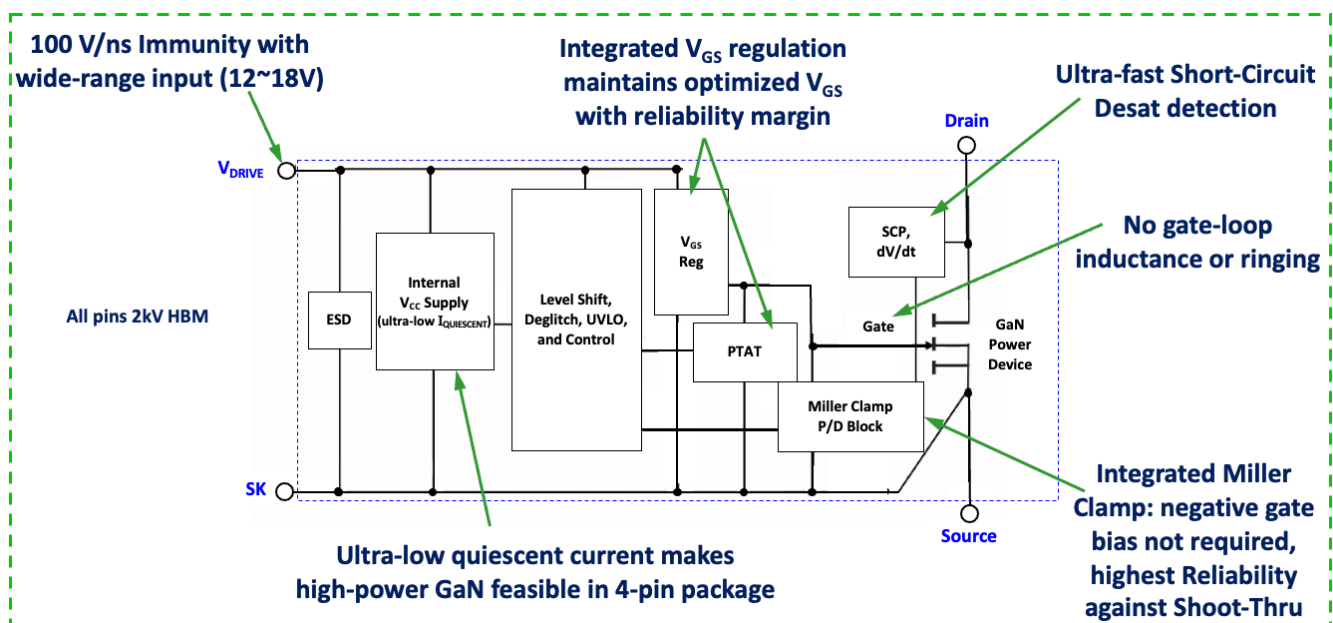 100 V/ns Immunity with
wide-range input (12~18V)
Integrated VGS regulation
maintains optimized VGS
with reliability margin
Ultra-fast Short-Circuit
Desat detection
Drain
VDRIVE
No gate-loop
inductance or ringing
SCP,
dV/dt
VGS
Reg
Internal
VCC Supply
(ultra-low IQUIESCENT)
Level Shift,
Deglitch, UVLO,
and Control
All pins 2kV HBM
ESD
Gate
GaN
Power
Device
PTAT
Miller Clamp
P/D Block
SK
Integrated Miller
Clamp: negative gate
bias not required,
highest Reliability
against Shoot-Thru
Source
Ultra-low quiescent current makes
high-power GaN feasible in 4-pin package